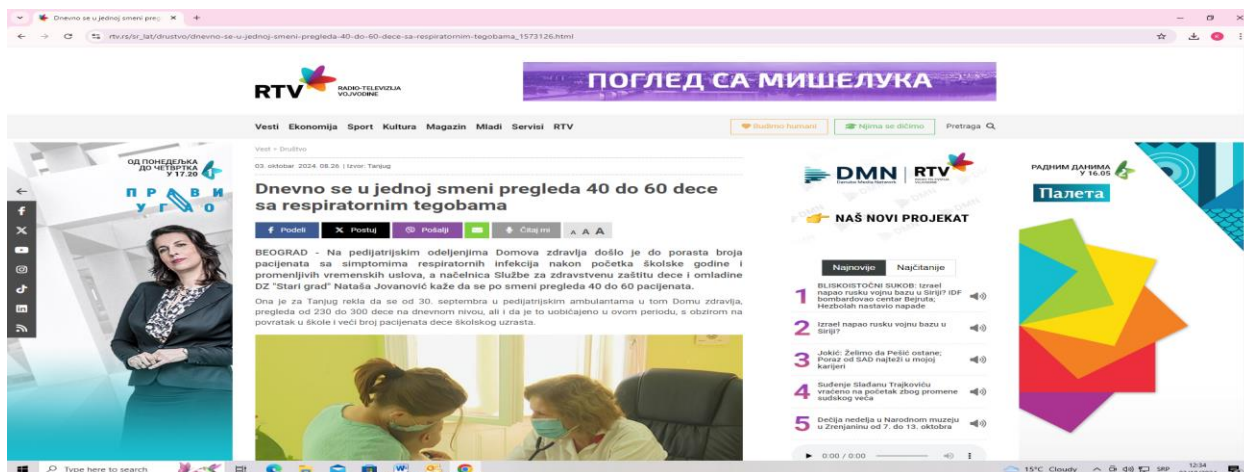 Dnevno se u jednoj smeni preg
rtv.rs/sr_lat/drustvo/dnevno-se-u-jednoj-smeni-pregleda-40-do-60-dece-sa-respiratornim-tegobama_1573126.html
RTV
RADIO-TELEVIZIJA
VOJVODINE
ПОГЛЕД СА МИШЕЛУКА
Vesti Ekonomija Sport Kultura Magazin Mladi Servisi RTV
Budimo humani
Njima se dičimo
Pretraga
ОД ПОНЕДЕЉКА
ДО ЧЕТВРТКА
У 17.20
ПРАВИ
УГАО
Vesti > Društvo
03. oktobar 2024. 08.26 | Izvor: Tanjug
Dnevno se u jednoj smeni pregleda 40 do 60 dece
sa respiratornim tegobama
Podeli
Postuj
Pošalji
Čitaj mi
A A A
BEOGRAD - Na pedijatrijskim odeljenjima Domova zdravlja došlo je do porasta broja
pacijenata sa simptomima respiratornih infekcija nakon početka školske godine i
promenljivih vremenskih uslova, a načelnica Službe za zdravstvenu zaštitu dece i omladine
DZ "Stari grad" Nataša Jovanović kaže da se po smeni pregleda 40 do 60 pacijenata.
Ona je za Tanjug rekla da se od 30. septembra u pedijatrijskim ambulantama u tom Domu zdravlja,
pregleda od 230 do 300 dece na dnevnom nivou, ali i da je to uobičajeno u ovom periodu, s obzirom na
povratak u škole i veći broj pacijenata dece školskog uzrasta.
DMN | RTV
NAŠ NOVI PROJEKAT
Najnovije
Najčitanije
1 BLISKOISTOČNI SUKOB: Izrael
napao rusku vojnu bazu u Siriji? IDF
bombardovao centar Bejruta;
Hezbolah nastavio napade
2 Izrael napao rusku vojnu bazu u
Siriji?
3 Jokić: Želimo da Pešić ostane;
Poraz od SAD najteži u mojoj
karijeri
4 Suđenje Slađanu Trajkoviću
vraćeno na početak zbog promene
sudskog veća
5 Dečija nedelja u Narodnom muzeju
u Zrenjaninu od 7. do 13. oktobra
0:00 / 0:00
РАДНИМ ДАНИМА
У 16.05
Палета
Type here to search
15°C Cloudy
SRP
12:34